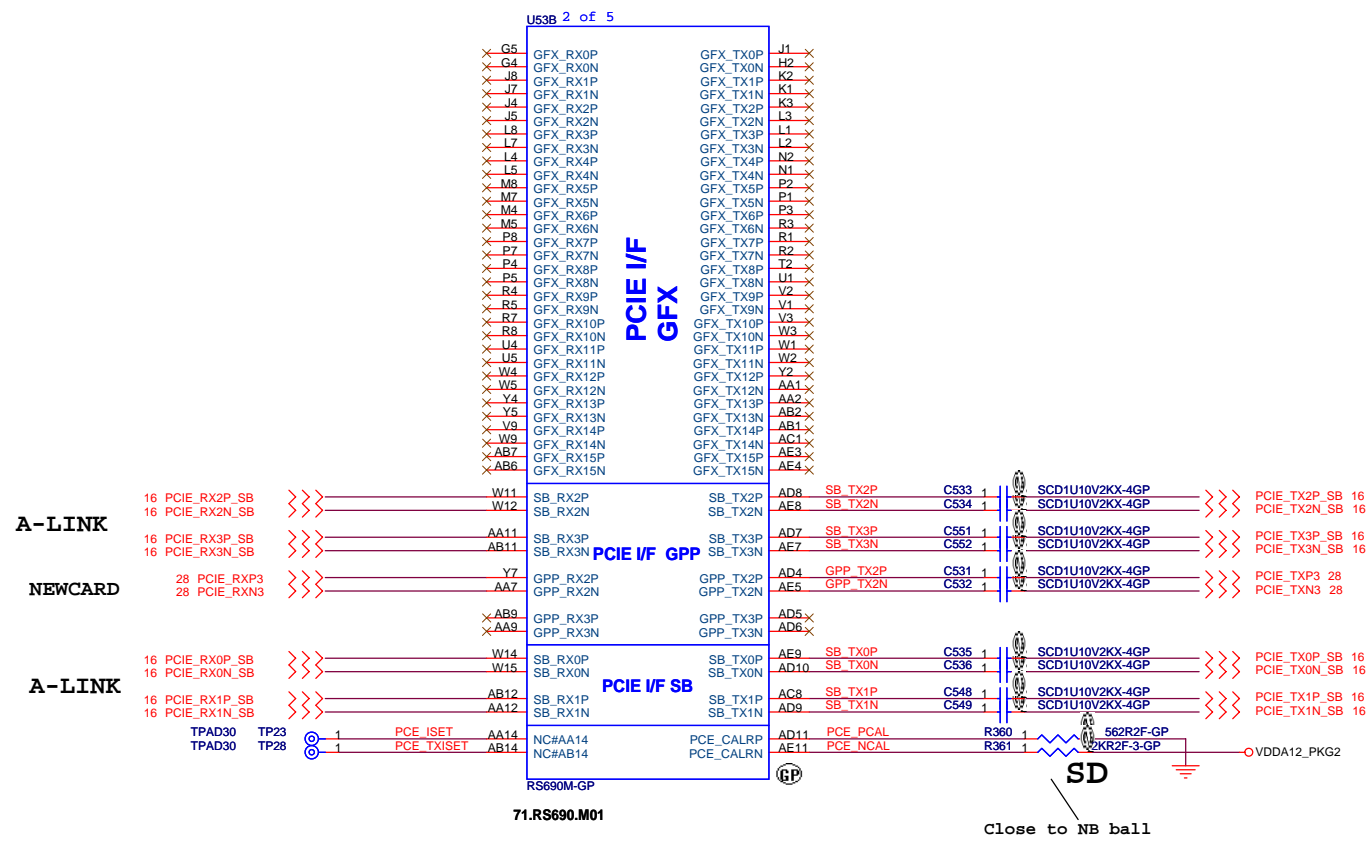 U53B 2 of 5
G5 GFX_RX0P GFX_TX0P J1
G4 GFX_RX0N GFX_TX0N H2
J8 GFX_RX1P GFX_TX1P K2
J7 GFX_RX1N GFX_TX1N K1
J4 GFX_RX2P GFX_TX2P K3
J5 GFX_RX2N GFX_TX2N L3
L8 GFX_RX3P GFX_TX3P L1
L7 GFX_RX3N GFX_TX3N L2
L4 GFX_RX4P GFX_TX4P N2
L5 GFX_RX4N GFX_TX4N N1
M8 GFX_RX5P GFX_TX5P P2
M7 GFX_RX5N GFX_TX5N P1
M4 GFX_RX6P GFX_TX6P P3
M5 GFX_RX6N GFX_TX6N R3
P8 GFX_RX7P GFX_TX7P R1
P7 GFX_RX7N GFX_TX7N R2
P4 GFX_RX8P GFX_TX8P T2
P5 GFX_RX8N GFX_TX8N U1
R4 GFX_RX9P GFX_TX9P V2
R5 GFX_RX9N GFX_TX9N V1
R7 GFX_RX10P GFX_TX10P V3
R8 GFX_RX10N GFX_TX10N W3
U4 GFX_RX11P GFX_TX11P W1
U5 GFX_RX11N GFX_TX11N W2
W4 GFX_RX12P GFX_TX12P Y2
W5 GFX_RX12N GFX_TX12N AA1
Y4 GFX_RX13P GFX_TX13P AA2
Y5 GFX_RX13N GFX_TX13N AB2
V9 GFX_RX14P GFX_TX14P AB1
W9 GFX_RX14N GFX_TX14N AC1
AB7 GFX_RX15P GFX_TX15P AE3
AB6 GFX_RX15N GFX_TX15N AE4
PCIE I/F
GFX
16 PCIE_RX2P_SB W11 SB_RX2P SB_TX2P AD8 SB_TX2P C533 1 SCD1U10V2KX-4GP PCIE_TX2P_SB 16
16 PCIE_RX2N_SB W12 SB_RX2N SB_TX2N AE8 SB_TX2N C534 1 SCD1U10V2KX-4GP PCIE_TX2N_SB 16
A-LINK
16 PCIE_RX3P_SB AA11 SB_RX3P SB_TX3P AD7 SB_TX3P C551 1 SCD1U10V2KX-4GP PCIE_TX3P_SB 16
16 PCIE_RX3N_SB AB11 SB_RX3N SB_TX3N AE7 SB_TX3N C552 1 SCD1U10V2KX-4GP PCIE_TX3N_SB 16
PCIE I/F GPP
NEWCARD
28 PCIE_RXP3 Y7 GPP_RX2P GPP_TX2P AD4 GPP_TX2P C531 1 SCD1U10V2KX-4GP PCIE_TXP3 28
28 PCIE_RXN3 AA7 GPP_RX2N GPP_TX2N AE5 GPP_TX2N C532 1 SCD1U10V2KX-4GP PCIE_TXN3 28
AB9 GPP_RX3P GPP_TX3P AD5
AA9 GPP_RX3N GPP_TX3N AD6
16 PCIE_RX0P_SB W14 SB_RX0P SB_TX0P AE9 SB_TX0P C535 1 SCD1U10V2KX-4GP PCIE_TX0P_SB 16
16 PCIE_RX0N_SB W15 SB_RX0N SB_TX0N AD10 SB_TX0N C536 1 SCD1U10V2KX-4GP PCIE_TX0N_SB 16
A-LINK
PCIE I/F SB
16 PCIE_RX1P_SB AB12 SB_RX1P SB_TX1P AC8 SB_TX1P C548 1 SCD1U10V2KX-4GP PCIE_TX1P_SB 16
16 PCIE_RX1N_SB AA12 SB_RX1N SB_TX1N AD9 SB_TX1N C549 1 SCD1U10V2KX-4GP PCIE_TX1N_SB 16
TPAD30 TP23 1 PCE_ISET AA14 NC#AA14 PCE_CALRP AD11 PCE_PCAL R360 1 562R2F-GP
TPAD30 TP28 1 PCE_TXISET AB14 NC#AB14 PCE_CALRN AE11 PCE_NCAL R361 1 2KR2F-3-GP VDDA12_PKG2
GP
SD
RS690M-GP
71.RS690.M01
Close to NB ball